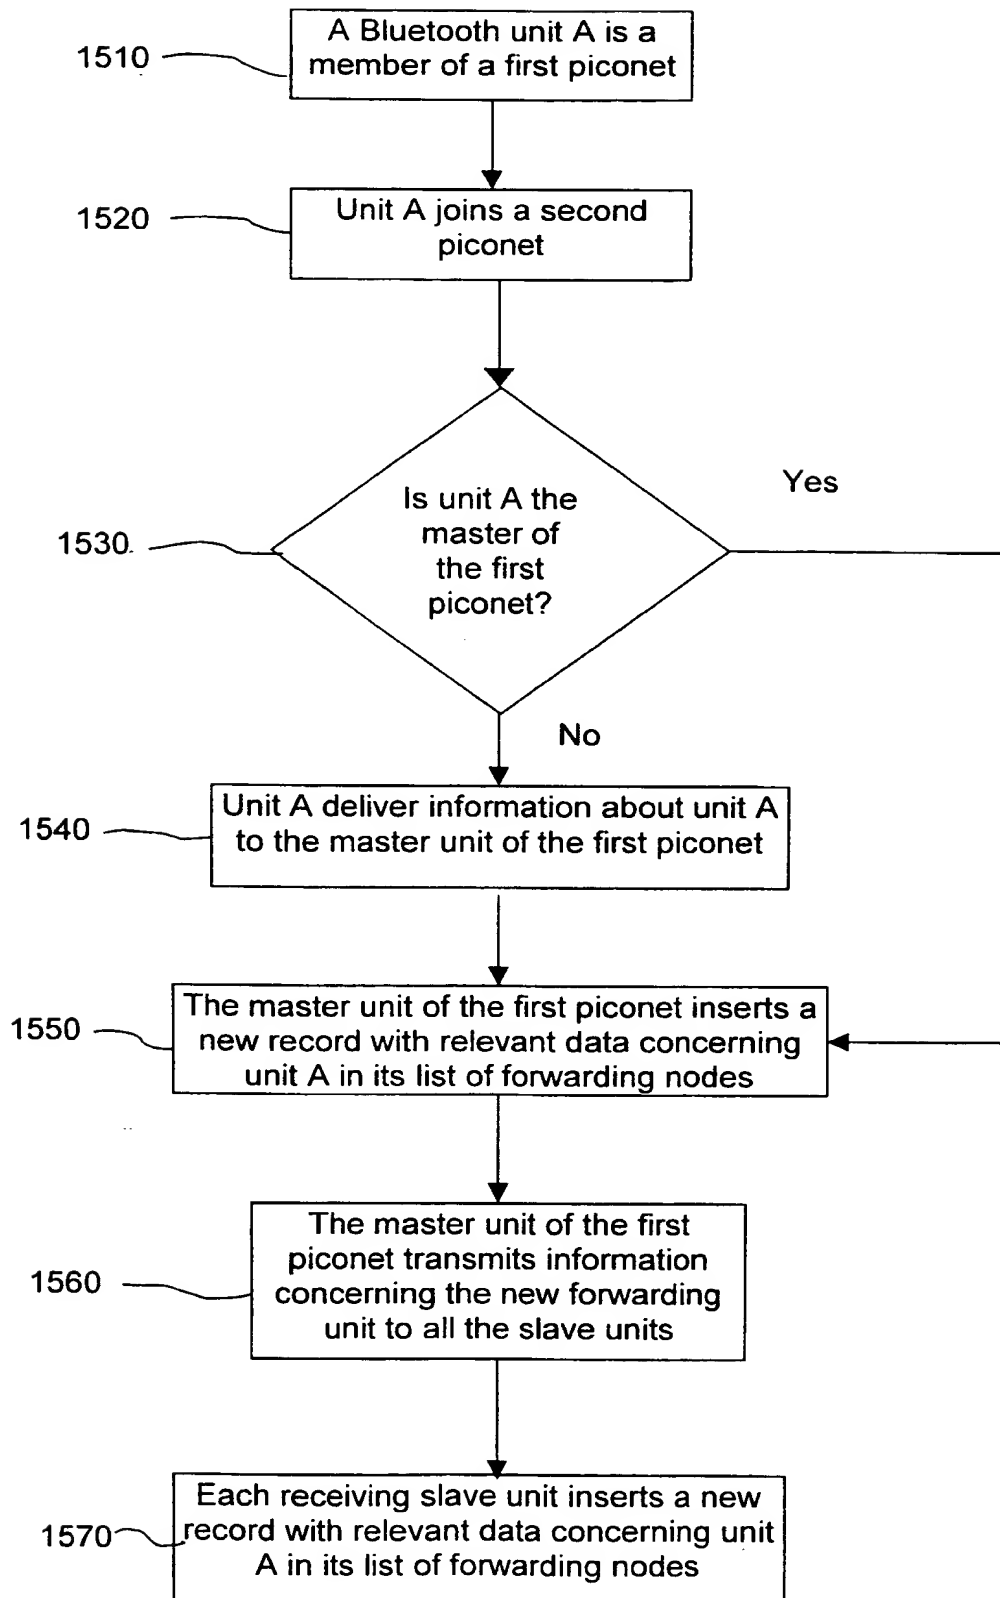 1510
A Bluetooth unit A is a
member of a first piconet
1520
Unit A joins a second
piconet
1530
Is unit A the
master of
the first
piconet?
Yes
No
1540
Unit A deliver information about unit A
to the master unit of the first piconet
1550
The master unit of the first piconet inserts a
new record with relevant data concerning
unit A in its list of forwarding nodes
1560
The master unit of the first
piconet transmits information
concerning the new forwarding
unit to all the slave units
1570
Each receiving slave unit inserts a new
record with relevant data concerning unit
A in its list of forwarding nodes